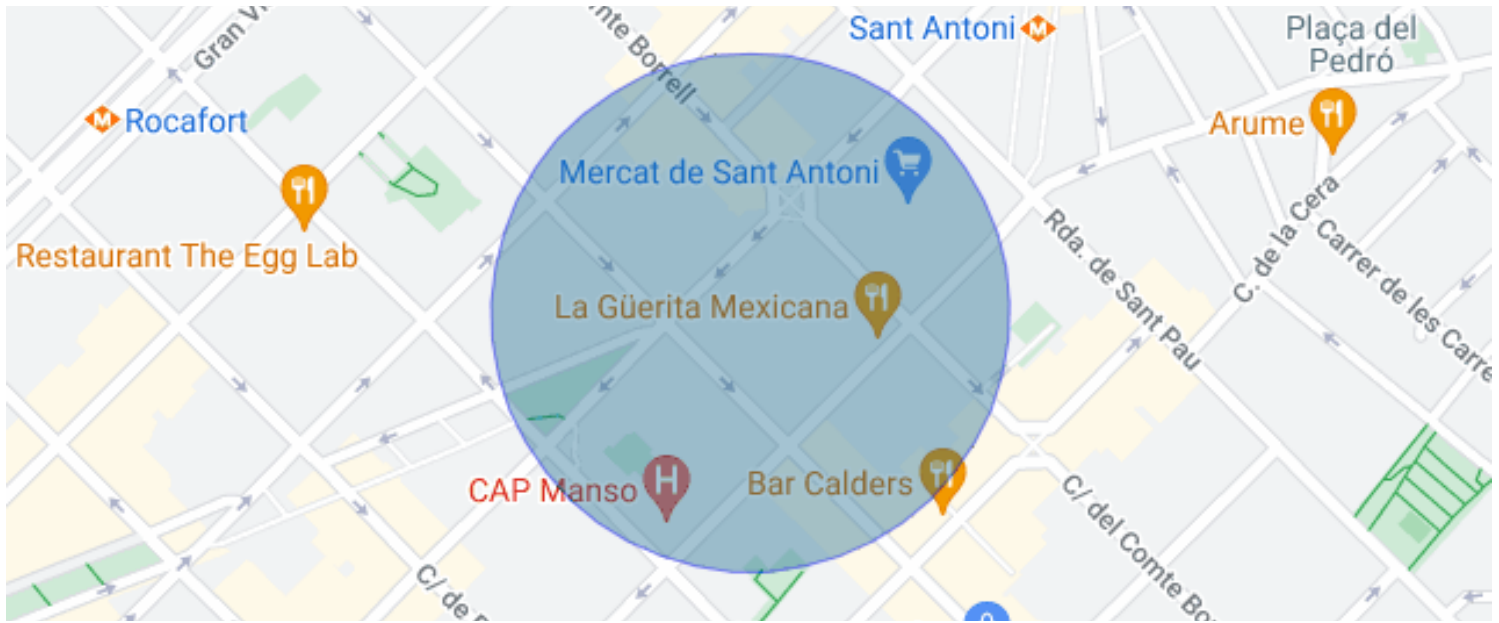 Gran Vi
nte Borrell
Sant Antoni
Plaça del
Pedró
Rocafort
Arume
Mercat de Sant Antoni
Restaurant The Egg Lab
Rda. de Sant Pau
C. de la Cera
Carrer de les Carre
La Güerita Mexicana
CAP Manso
Bar Calders
C/ de
C/ del Comte Bo